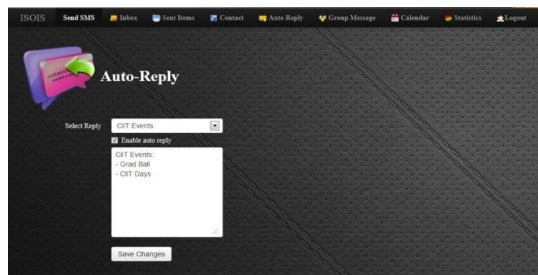 ISOIS Send SMS Inbox Sent Items Contact Auto Reply Group Message Calendar Statistics Logout
Auto-Reply
Select Reply CIIT Events
Enable auto reply
CIIT Events:
- Grad Ball
- CIIT Days
Save Changes